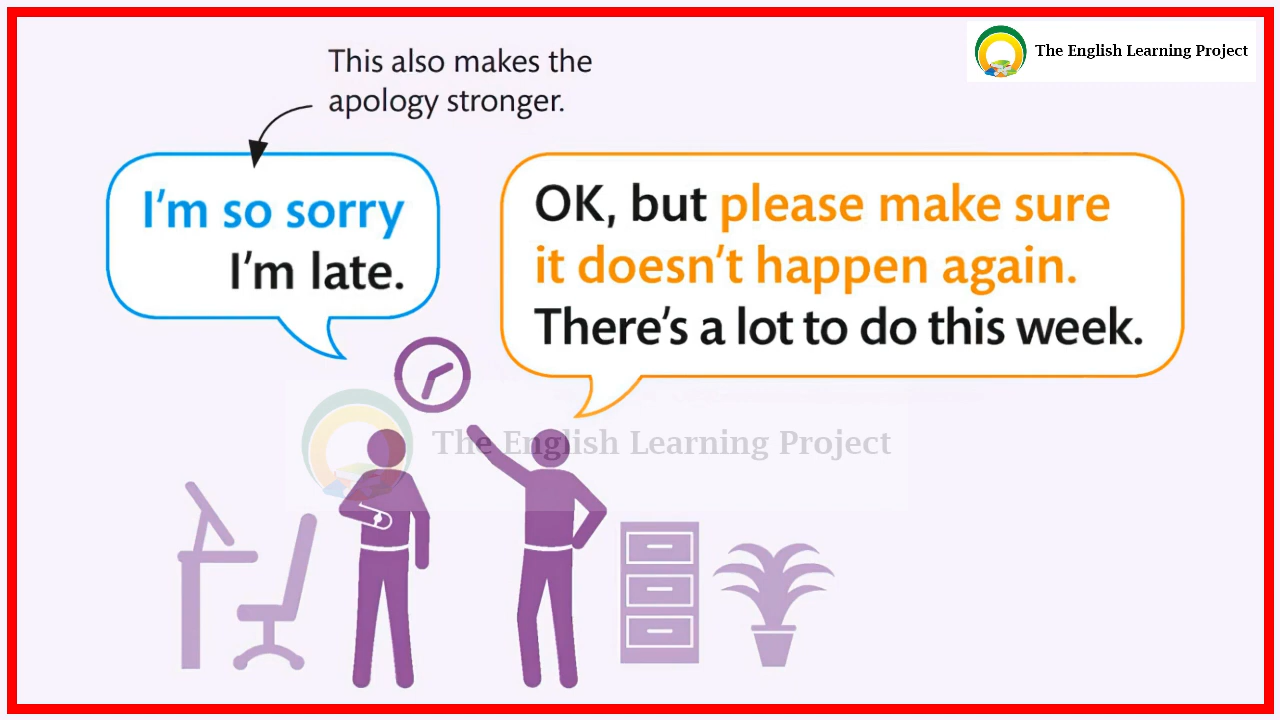 The English Learning Project
This also makes the
apology stronger.
I'm so sorry
I'm late.
OK, but please make sure
it doesn't happen again.
There's a lot to do this week.
The English Learning Project